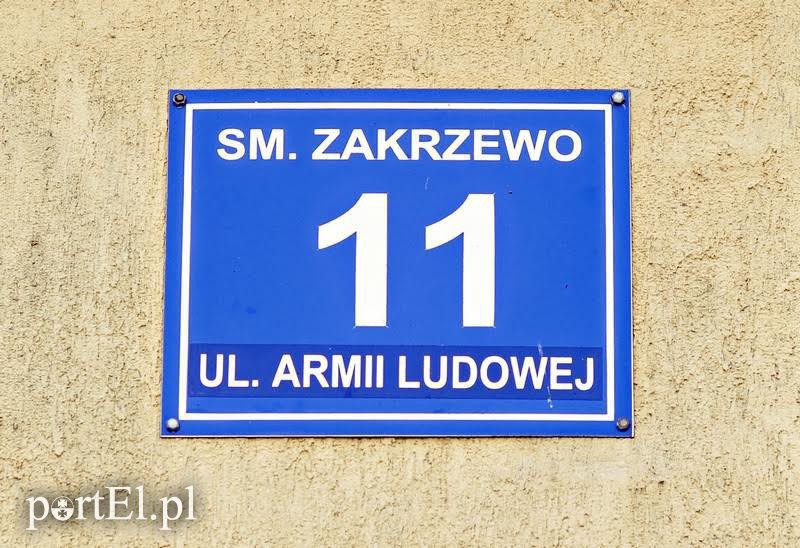 SM. ZAKRZEWO
11
UL. ARMII LUDOWEJ
portEl.pl